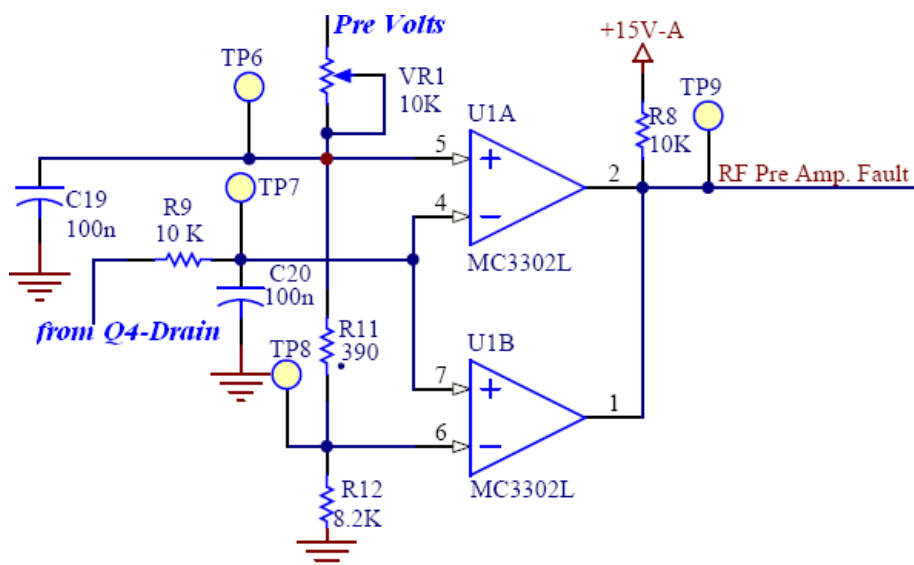 Pre Volts
+15V-A
TP6
VR1
10K
TP9
U1A
R8
10K
5
+
2
RF Pre Amp. Fault
TP7
4
−
C19
100n
R9
10 K
MC3302L
C20
100n
from Q4-Drain
R11
390
U1B
TP8
7
+
1
6
−
MC3302L
R12
8.2K